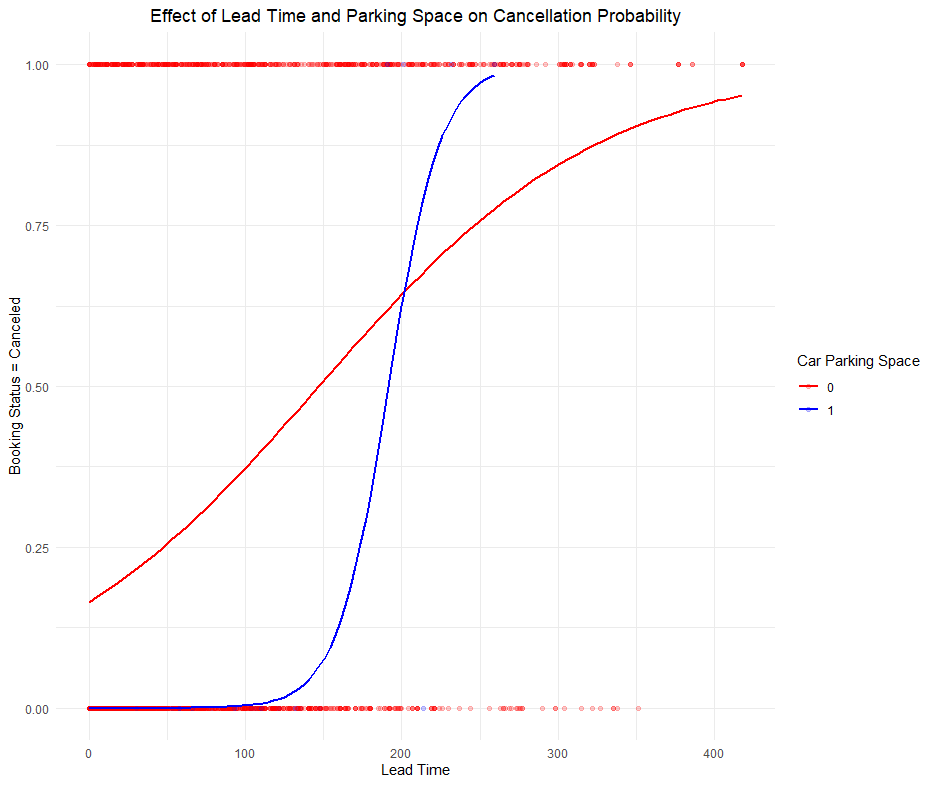 Effect of Lead Time and Parking Space on Cancellation Probability
1.00
0.75
0.50
0.25
0.00
Booking Status = Canceled
0 100 200 300 400
Lead Time
Car Parking Space
0
1